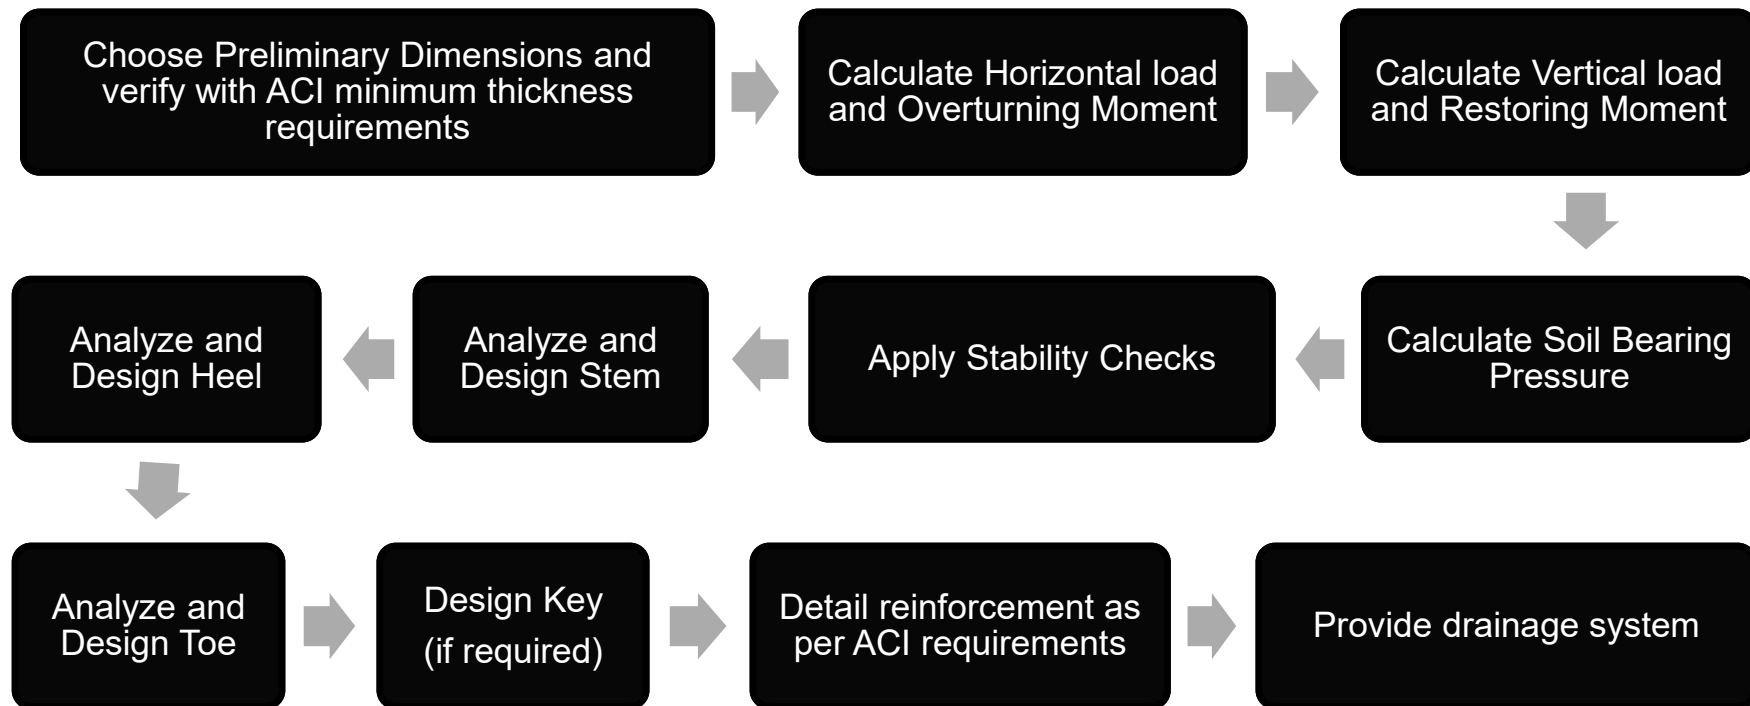 Choose Preliminary Dimensions and
verify with ACI minimum thickness
requirements
Calculate Horizontal load
and Overturning Moment
Calculate Vertical load
and Restoring Moment
Calculate Soil Bearing
Pressure
Apply Stability Checks
Analyze and
Design Stem
Analyze and
Design Heel
Analyze and
Design Toe
Design Key
(if required)
Detail reinforcement as
per ACI requirements
Provide drainage system